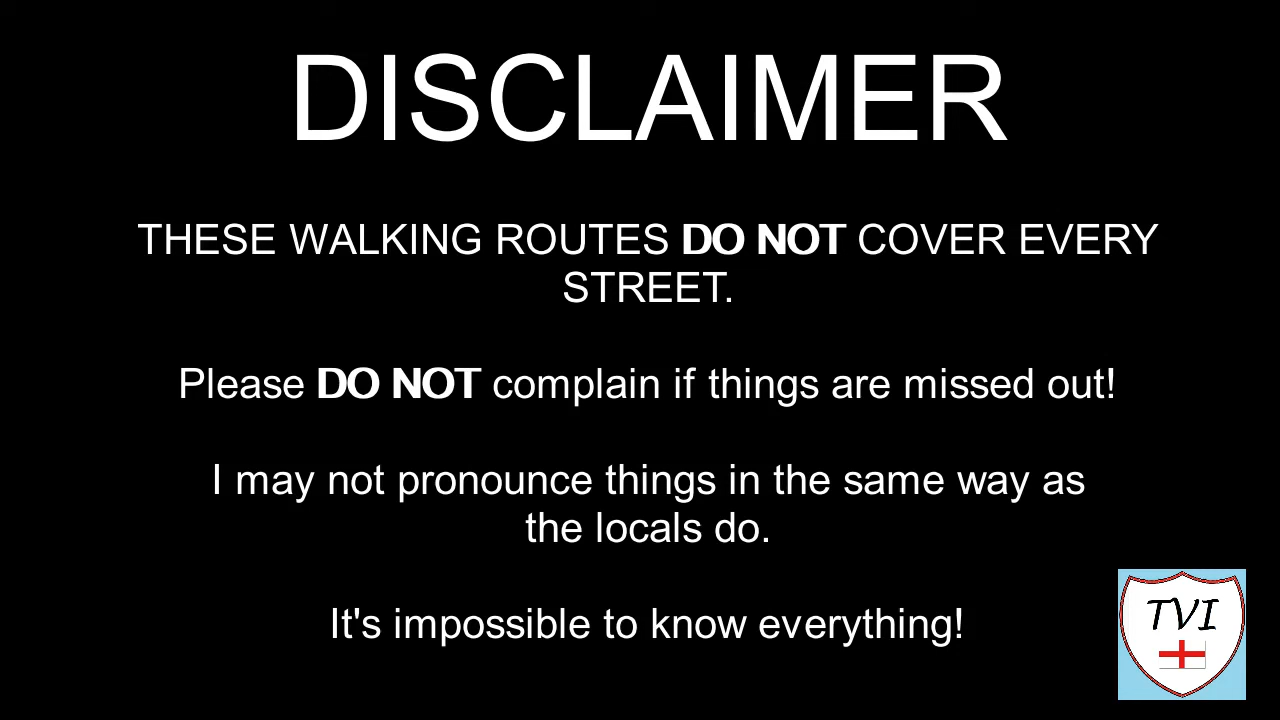 DISCLAIMER
THESE WALKING ROUTES DO NOT COVER EVERY
STREET.
Please DO NOT complain if things are missed out!
I may not pronounce things in the same way as
the locals do.
It's impossible to know everything!
TVI